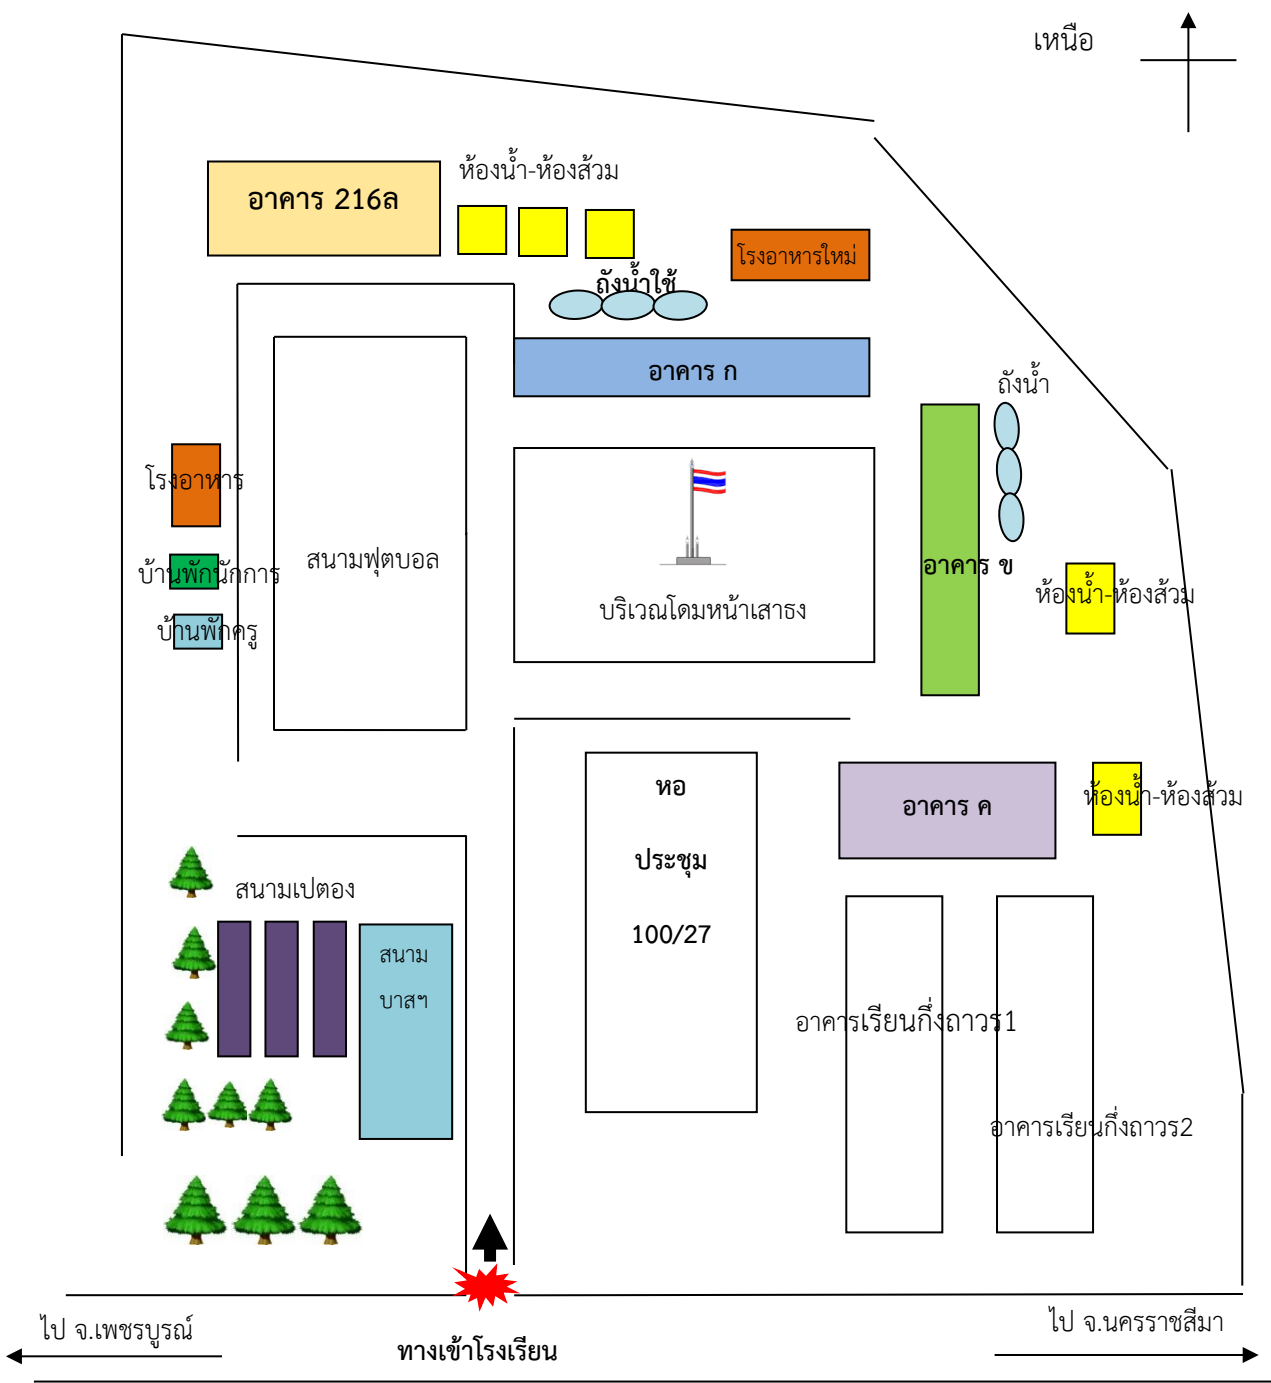 เหนือ
ห้องน้ำ-ห้องส้วม
อาคาร 216ล
โรงอาหารใหม่
ถังน้ำใช้
อาคาร ก
ถังน้ำ
โรงอาหาร
สนามฟุตบอล
อาคาร ข
บ้านพักนักการ
ห้องน้ำ-ห้องส้วม
บริเวณโดมหน้าเสาธง
บ้านพักครู
หอ
ประชุม
100/27
อาคาร ค
ห้องน้ำ-ห้องส้วม
สนามเปตอง
สนาม
บาสฯ
อาคารเรียนกึ่งถาวร1
อาคารเรียนกึ่งถาวร2
ไป จ.เพชรบูรณ์
ทางเข้าโรงเรียน
ไป จ.นครราชสีมา